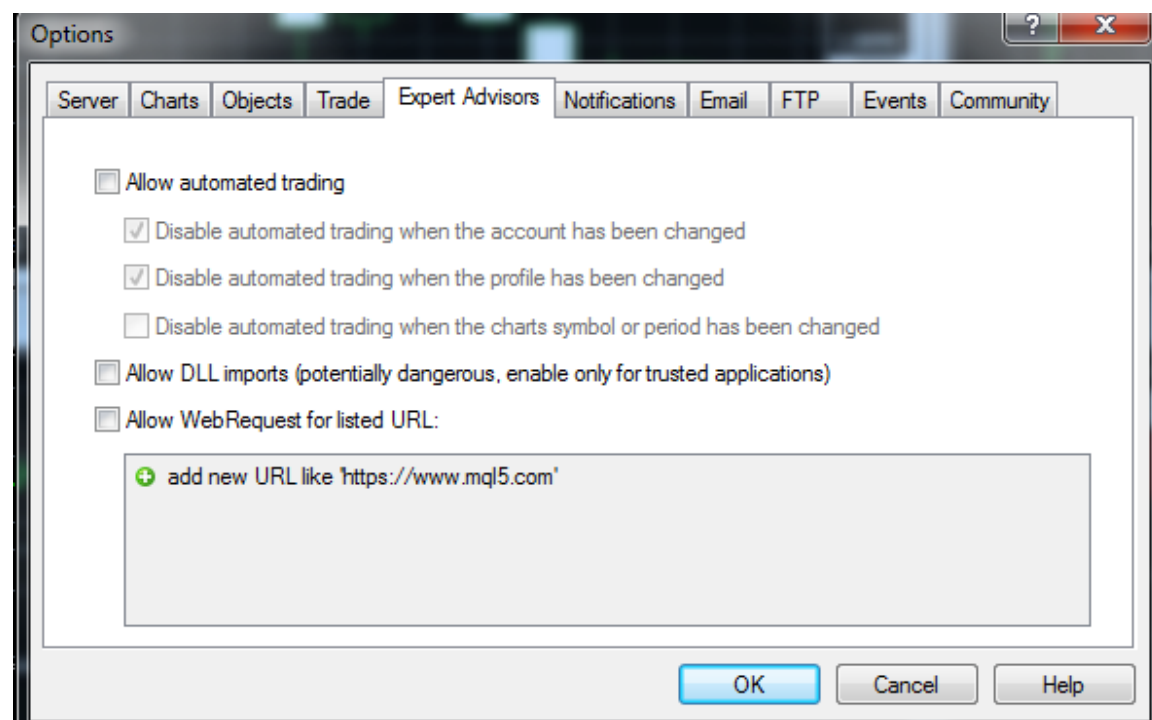 Options
Server Charts Objects Trade Expert Advisors Notifications Email FTP Events Community
Allow automated trading
Disable automated trading when the account has been changed
Disable automated trading when the profile has been changed
Disable automated trading when the charts symbol or period has been changed
Allow DLL imports (potentially dangerous, enable only for trusted applications)
Allow WebRequest for listed URL:
add new URL like 'https://www.mql5.com'
OK Cancel Help